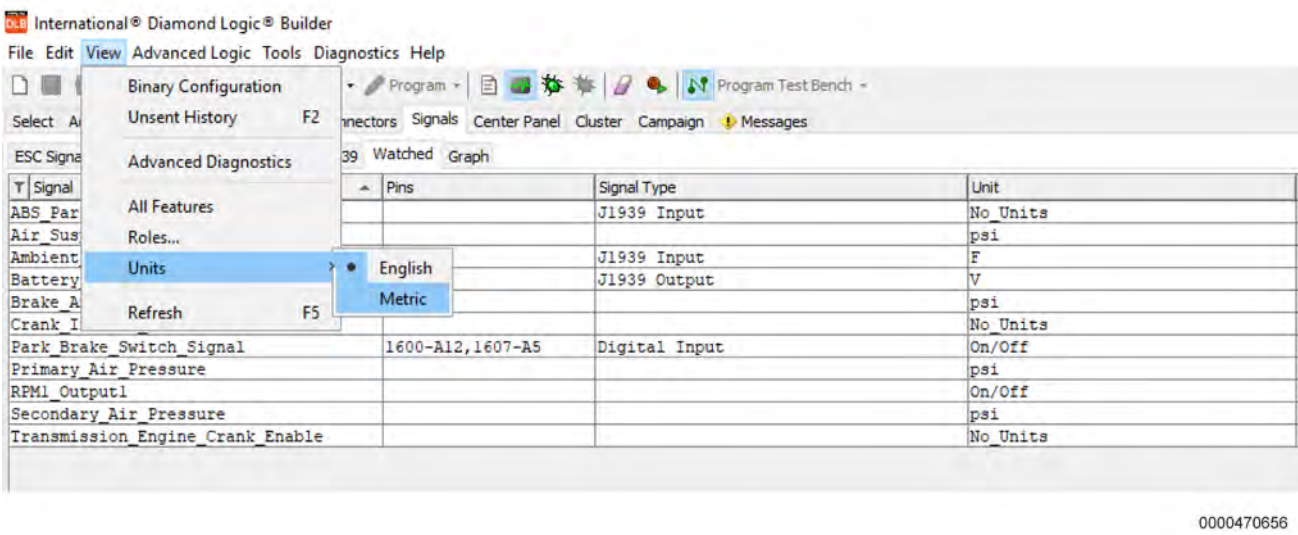 DLB International® Diamond Logic® Builder
File Edit View Advanced Logic Tools Diagnostics Help
Binary Configuration Program Program Test Bench
Unsent History F2 Signals Center Panel Cluster Campaign Messages
Select
ESC Signa Advanced Diagnostics 39 Watched Graph
Signal Pins Signal Type Unit
All Features
ABS_Par J1939 Input No_Units
Air_Sus psi
Roles...
Ambient J1939 Input F
Units English
Battery J1939 Output V
Brake_A Metric psi
Refresh F5
Crank_I No_Units
Park_Brake_Switch_Signal 1600-A12,1607-A5 Digital Input On/Off
Primary_Air_Pressure psi
RPM1_Output1 On/Off
Secondary_Air_Pressure psi
Transmission_Engine_Crank_Enable No_Units
0000470656